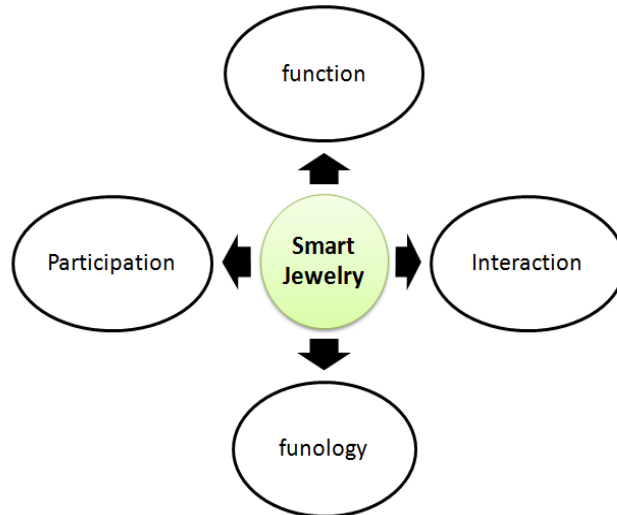 function
Participation
Smart
Jewelry
Interaction
funology